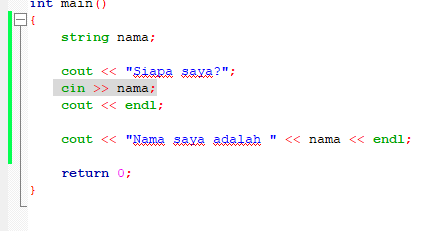 int main()
{
string nama;
cout << "Siapa saya?";
cin >> nama;
cout << endl;
cout << "Nama saya adalah " << nama << endl;
return 0;
}